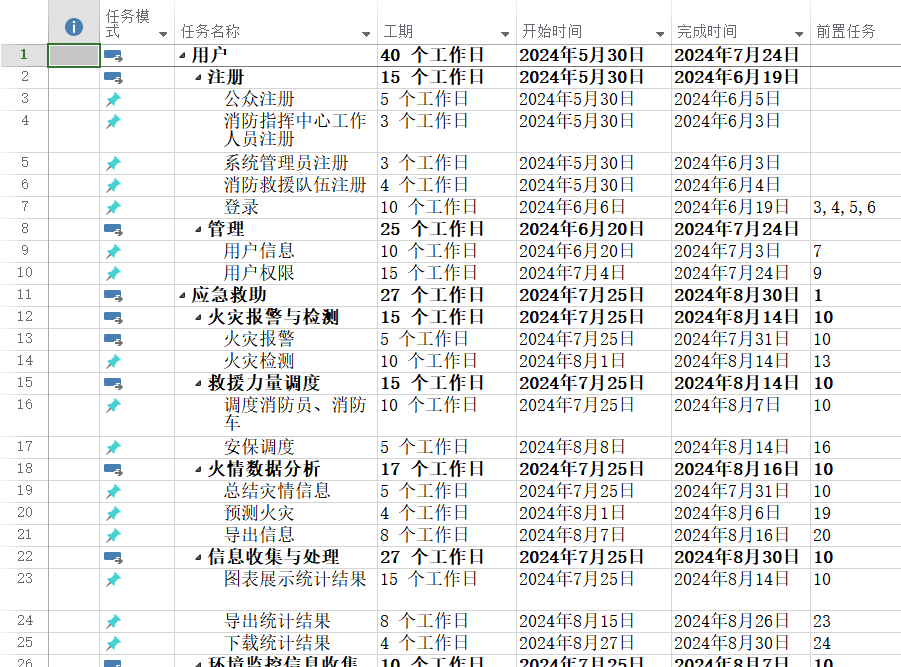 任务模式 任务名称 工期 开始时间 完成时间 前置任务
1 用户 40 个工作日 2024年5月30日 2024年7月24日
2 注册 15 个工作日 2024年5月30日 2024年6月19日
3 公众注册 5 个工作日 2024年5月30日 2024年6月5日
4 消防指挥中心工作 3 个工作日 2024年5月30日 2024年6月3日
人员注册
5 系统管理员注册 3 个工作日 2024年5月30日 2024年6月3日
6 消防救援队伍注册 4 个工作日 2024年5月30日 2024年6月4日
7 登录 10 个工作日 2024年6月6日 2024年6月19日 3,4,5,6
8 管理 25 个工作日 2024年6月20日 2024年7月24日
9 用户信息 10 个工作日 2024年6月20日 2024年7月3日 7
10 用户权限 15 个工作日 2024年7月4日 2024年7月24日 9
11 应急救助 27 个工作日 2024年7月25日 2024年8月30日 1
12 火灾报警与检测 15 个工作日 2024年7月25日 2024年8月14日 10
13 火灾报警 5 个工作日 2024年7月25日 2024年7月31日 10
14 火灾检测 10 个工作日 2024年8月1日 2024年8月14日 13
15 救援力量调度 15 个工作日 2024年7月25日 2024年8月14日 10
16 调度消防员、消防 10 个工作日 2024年7月25日 2024年8月7日 10
车
17 安保调度 5 个工作日 2024年8月8日 2024年8月14日 16
18 火情数据分析 17 个工作日 2024年7月25日 2024年8月16日 10
19 总结灾情信息 5 个工作日 2024年7月25日 2024年7月31日 10
20 预测火灾 4 个工作日 2024年8月1日 2024年8月6日 19
21 导出信息 8 个工作日 2024年8月7日 2024年8月16日 20
22 信息收集与处理 27 个工作日 2024年7月25日 2024年8月30日 10
23 图表展示统计结果 15 个工作日 2024年7月25日 2024年8月14日 10
24 导出统计结果 8 个工作日 2024年8月15日 2024年8月26日 23
25 下载统计结果 4 个工作日 2024年8月27日 2024年8月30日 24
26 环境监控信息收集 10 个工作日 2024年7月25日 2024年8月7日 10